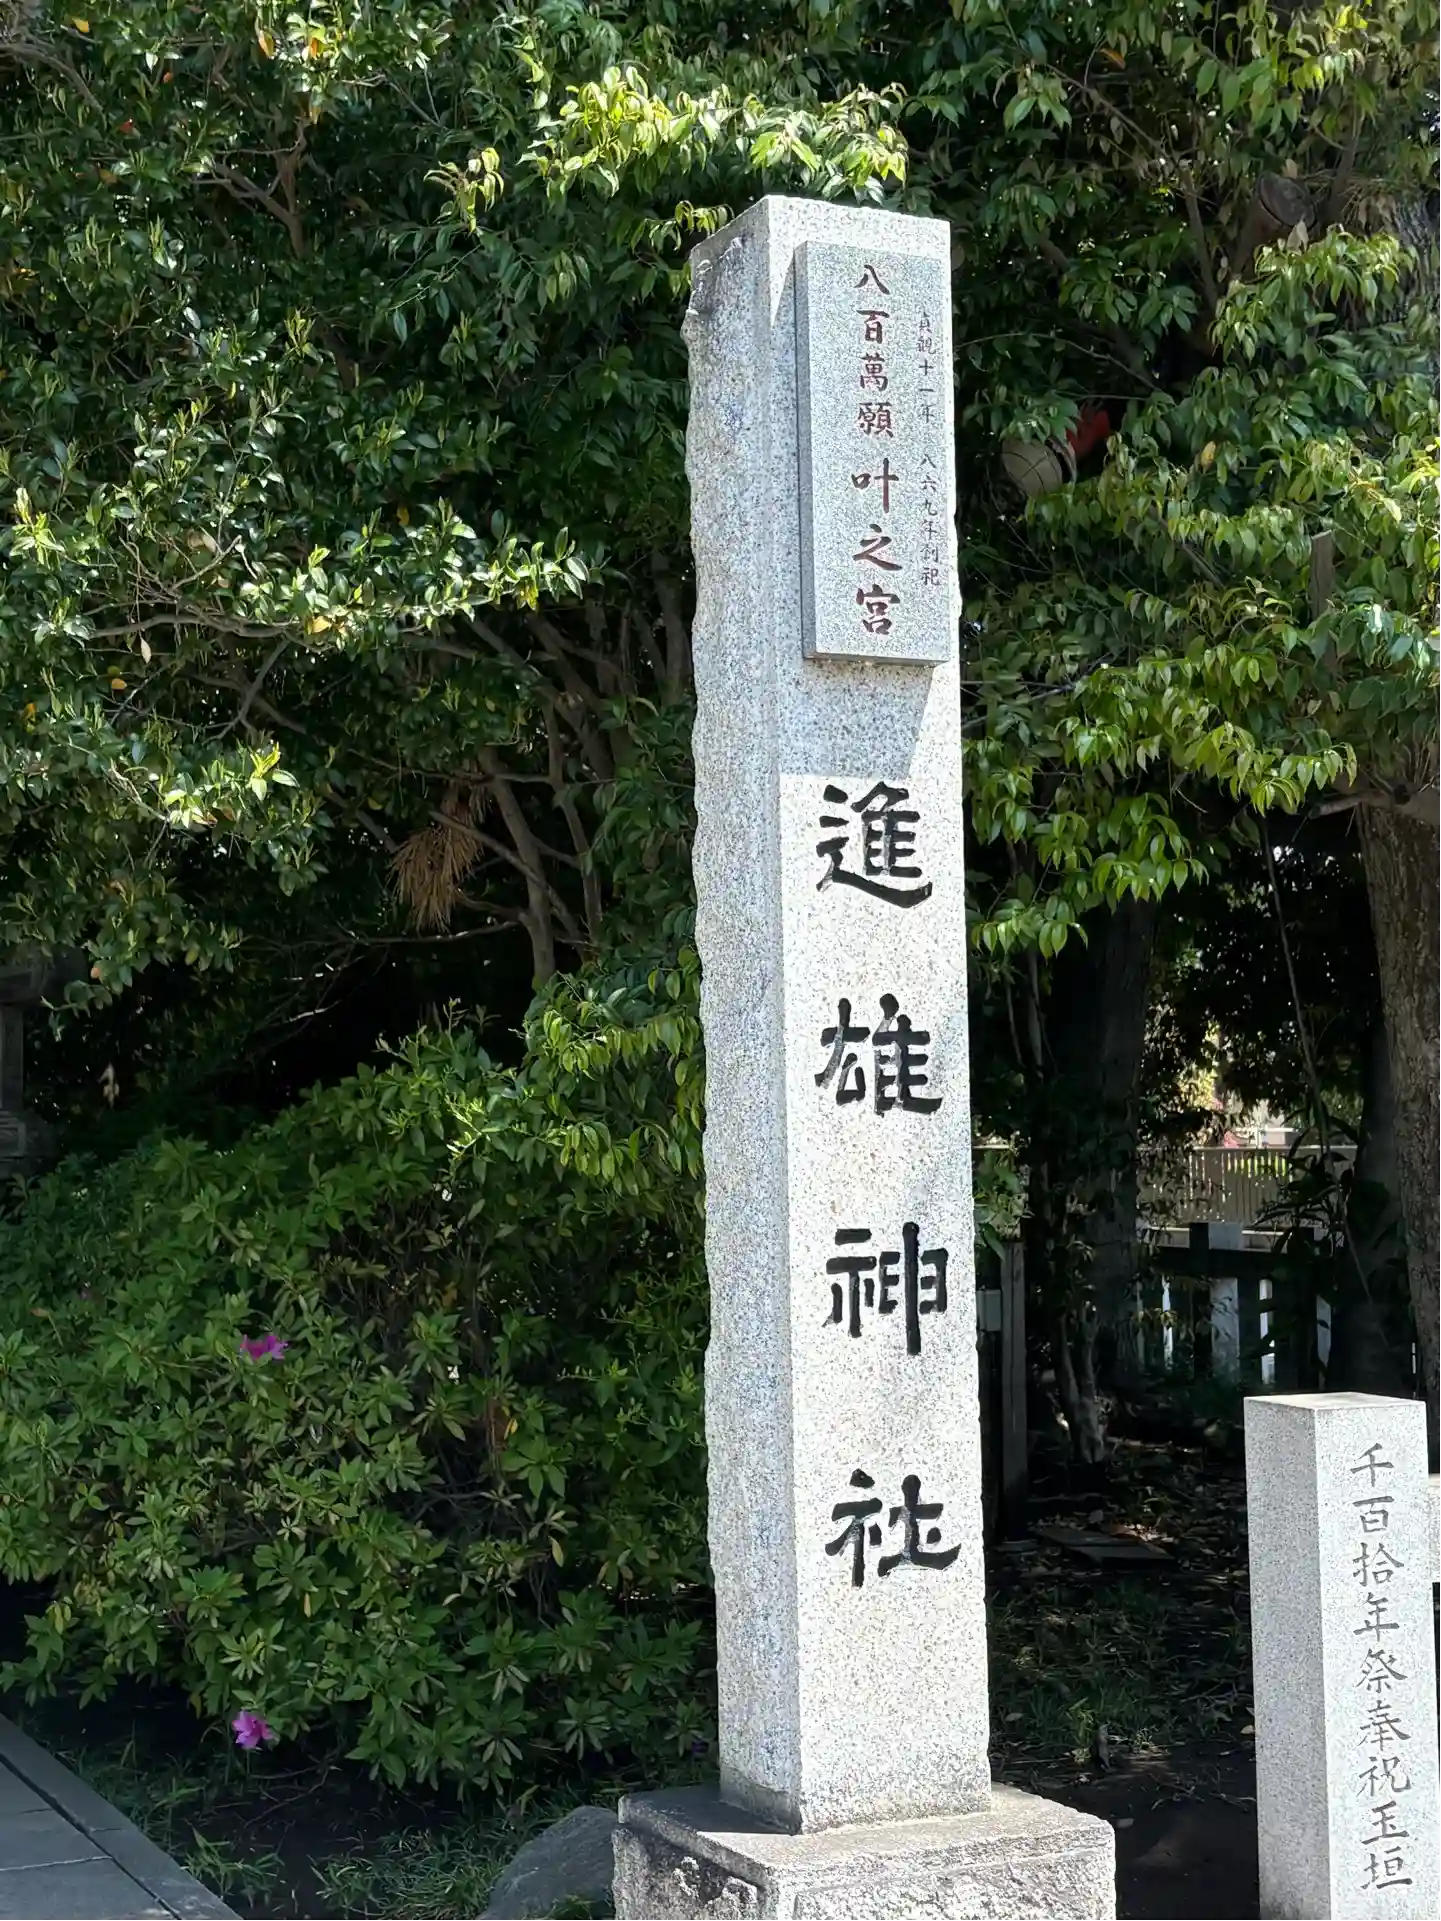 貞観十一年 八六九年創祀
八百萬願叶之宮
進雄神社
千百拾年祭奉祝玉垣